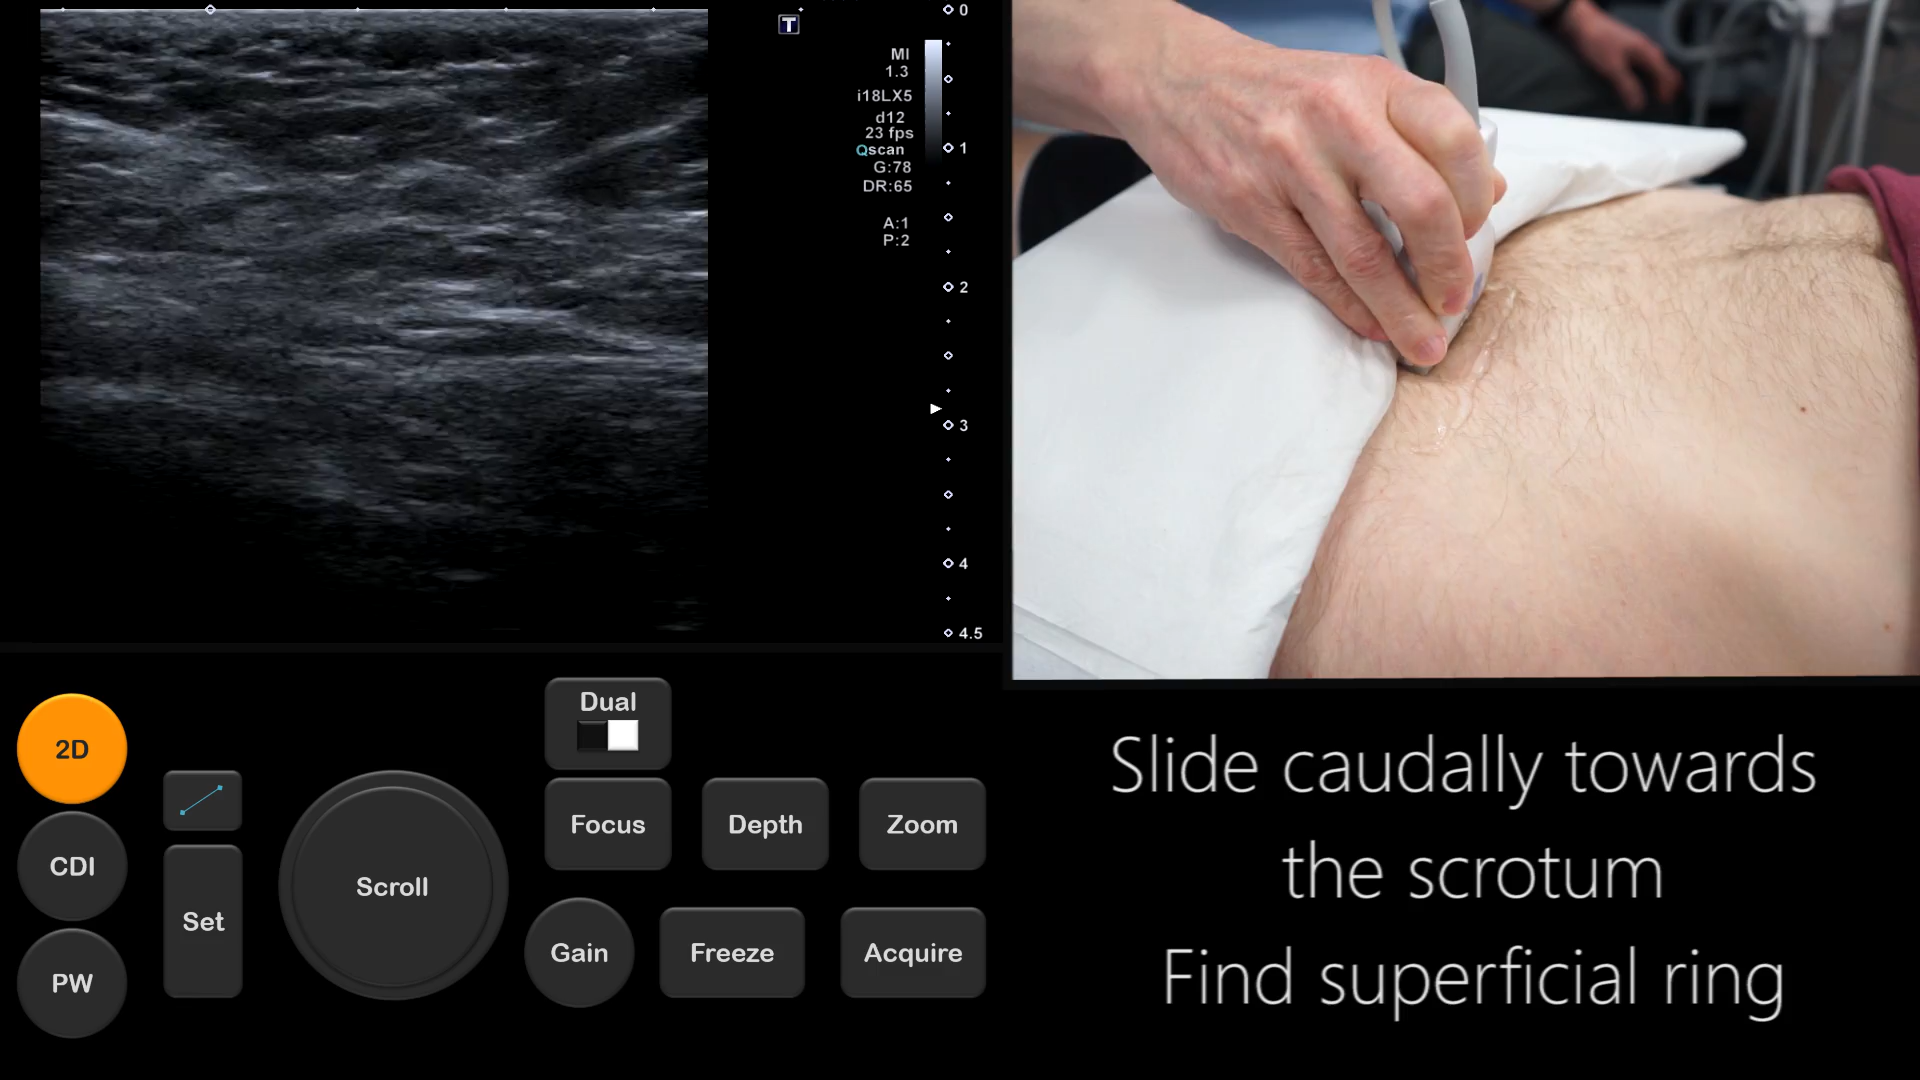 T
0
MI
1.3
i18LX5
d12
23 fps
Qscan
G:78
DR:65
A:1
P:2
1
2
3
4
4.5
2D
CDI
PW
Set
Scroll
Dual
Focus
Depth
Zoom
Gain
Freeze
Acquire
Slide caudally towards
the scrotum
Find superficial ring